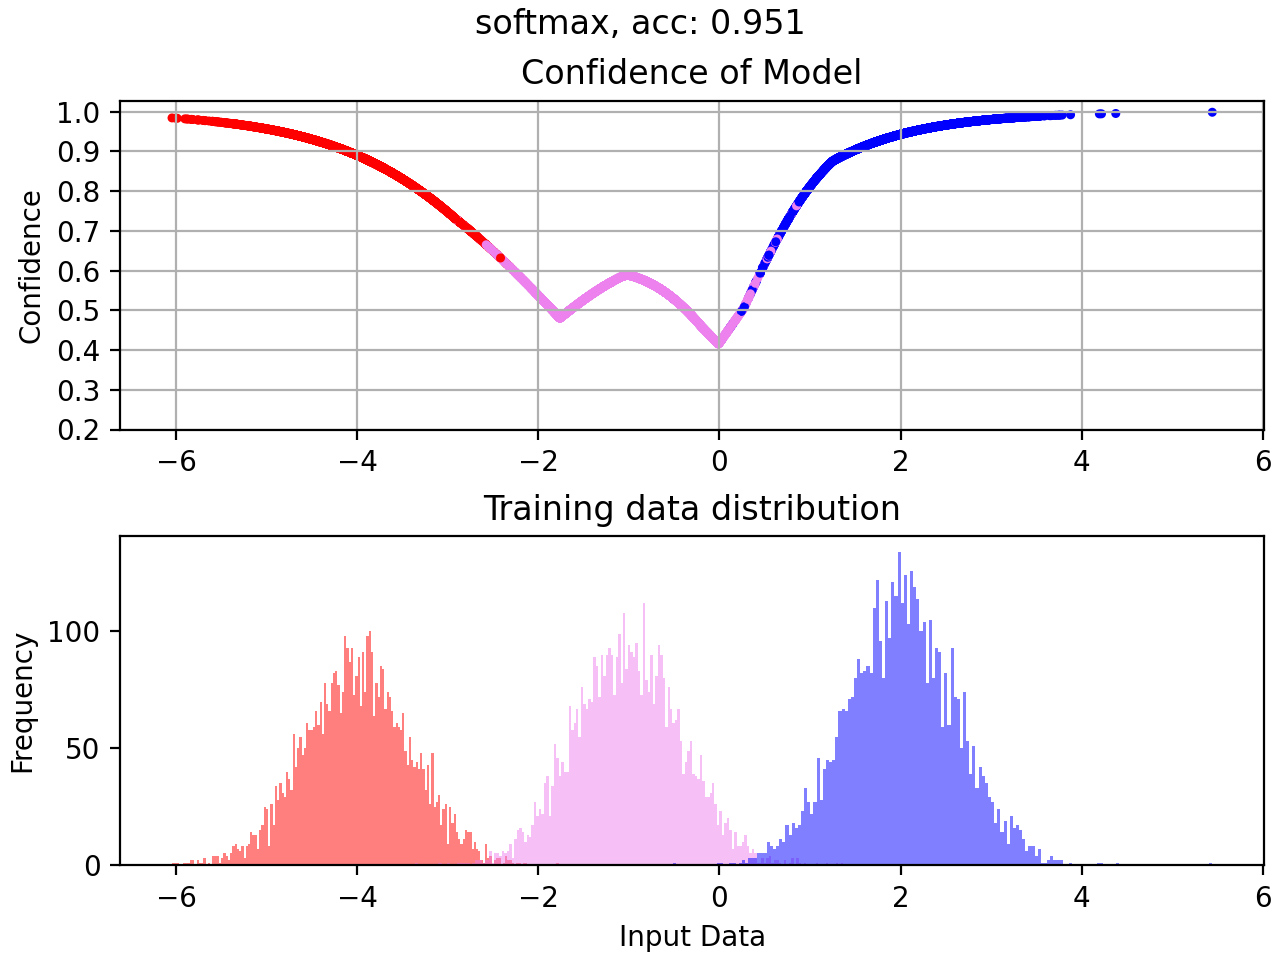 softmax, acc: 0.951
Confidence of Model
Confidence
1.0
0.9
0.8
0.7
0.6
0.5
0.4
0.3
0.2
−6 −4 −2 0 2 4 6
Training data distribution
Frequency
100
50
0
−6 −4 −2 0 2 4 6
Input Data